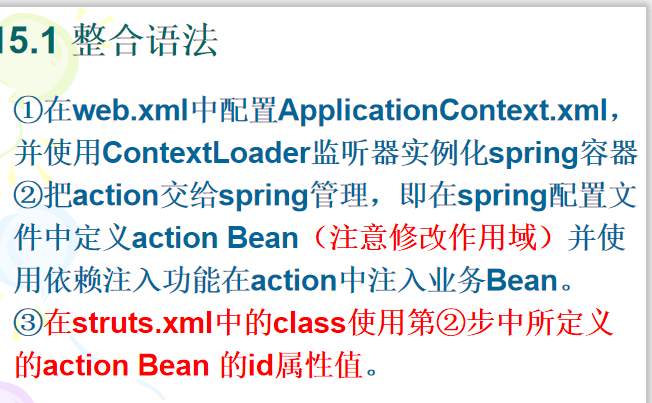 15.1 整合语法
①在web.xml中配置ApplicationContext.xml，
并使用ContextLoader监听器实例化spring容器
②把action交给spring管理，即在spring配置文
件中定义action Bean（注意修改作用域）并使
用依赖注入功能在action中注入业务Bean。
③在struts.xml中的class使用第②步中所定义
的action Bean 的id属性值。